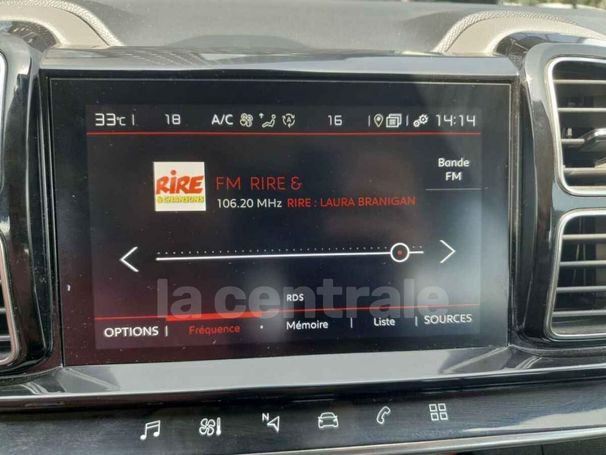 33°C 18 A/C 16 14:14
RIRE
& CHANSONS
FM RIRE &
Bande
FM
106.20 MHz RIRE : LAURA BRANIGAN
la centrale
RDS
OPTIONS Fréquence Mémoire Liste SOURCES
N